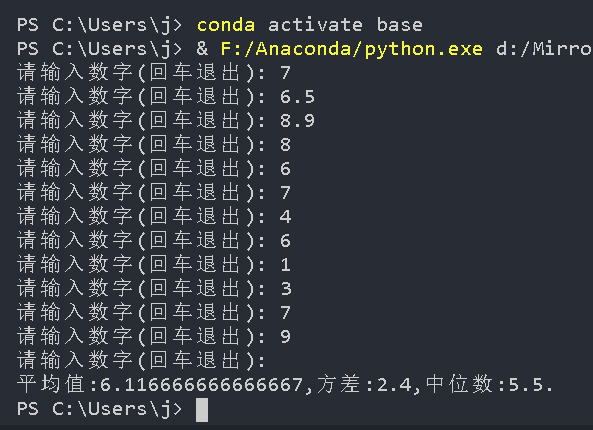 PS C:\Users\j> conda activate base
PS C:\Users\j> & F:/Anaconda/python.exe d:/Mirro
请输入数字(回车退出): 7
请输入数字(回车退出): 6.5
请输入数字(回车退出): 8.9
请输入数字(回车退出): 8
请输入数字(回车退出): 6
请输入数字(回车退出): 7
请输入数字(回车退出): 4
请输入数字(回车退出): 6
请输入数字(回车退出): 1
请输入数字(回车退出): 3
请输入数字(回车退出): 7
请输入数字(回车退出): 9
请输入数字(回车退出):
平均值:6.116666666666667,方差:2.4,中位数:5.5.
PS C:\Users\j>